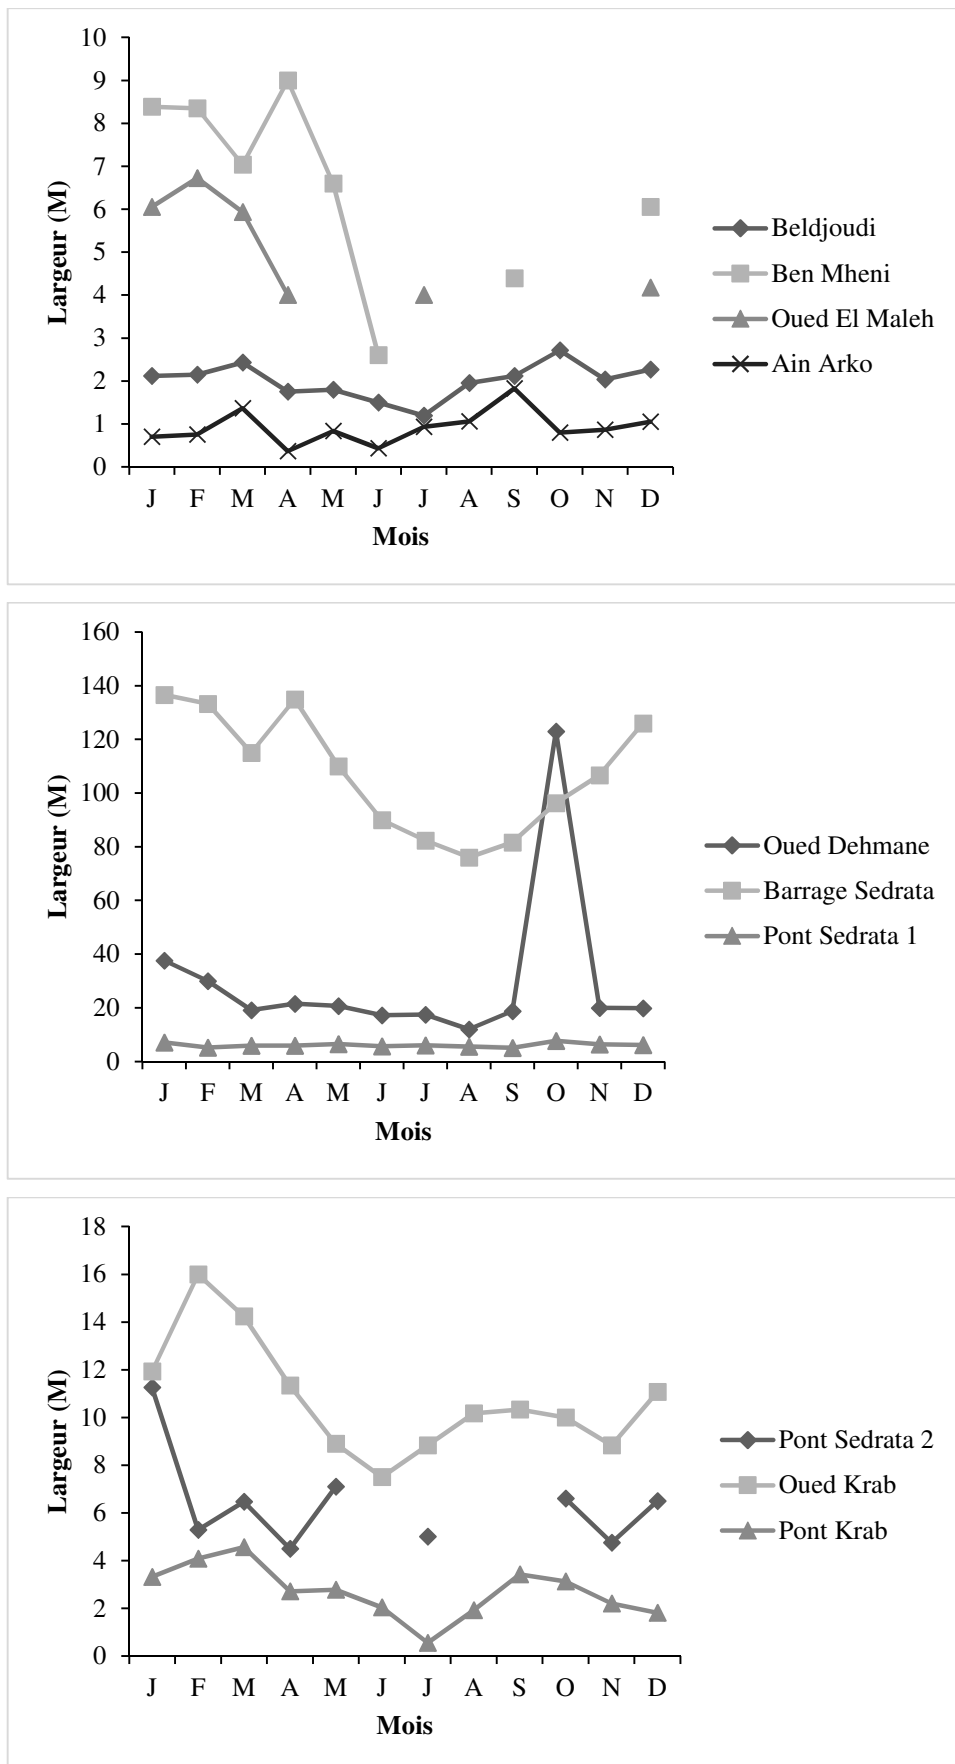 10
9
8
7
6
5
4
3
2
1
0
Largeur (M)
J F M A M J J A S O N D
Mois
Beldjoudi
Ben Mheni
Oued El Maleh
Ain Arko
160
140
120
100
80
60
40
20
0
Largeur (M)
J F M A M J J A S O N D
Mois
Oued Dehmane
Barrage Sedrata
Pont Sedrata 1
18
16
14
12
10
8
6
4
2
0
Largeur (M)
J F M A M J J A S O N D
Mois
Pont Sedrata 2
Oued Krab
Pont Krab